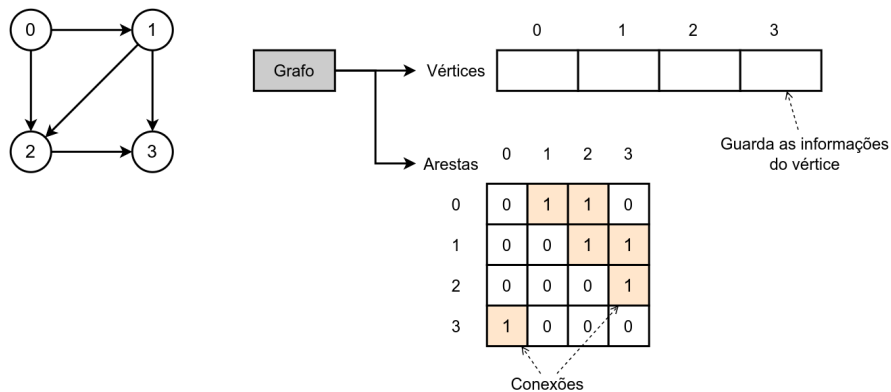 0 1
2 3
Grafo
Vértices
0 1 2 3
Guarda as informações
do vértice
Arestas
0 1 2 3
0 0 1 1 0
1 0 0 1 1
2 0 0 0 1
3 1 0 0 0
Conexões